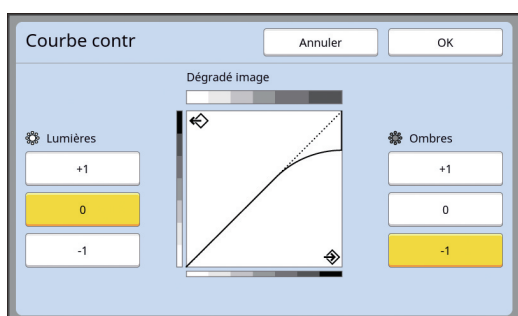 Courbe contr
Annuler
OK
Dégradé image
Lumières
+1
0
-1
Ombres
+1
0
-1